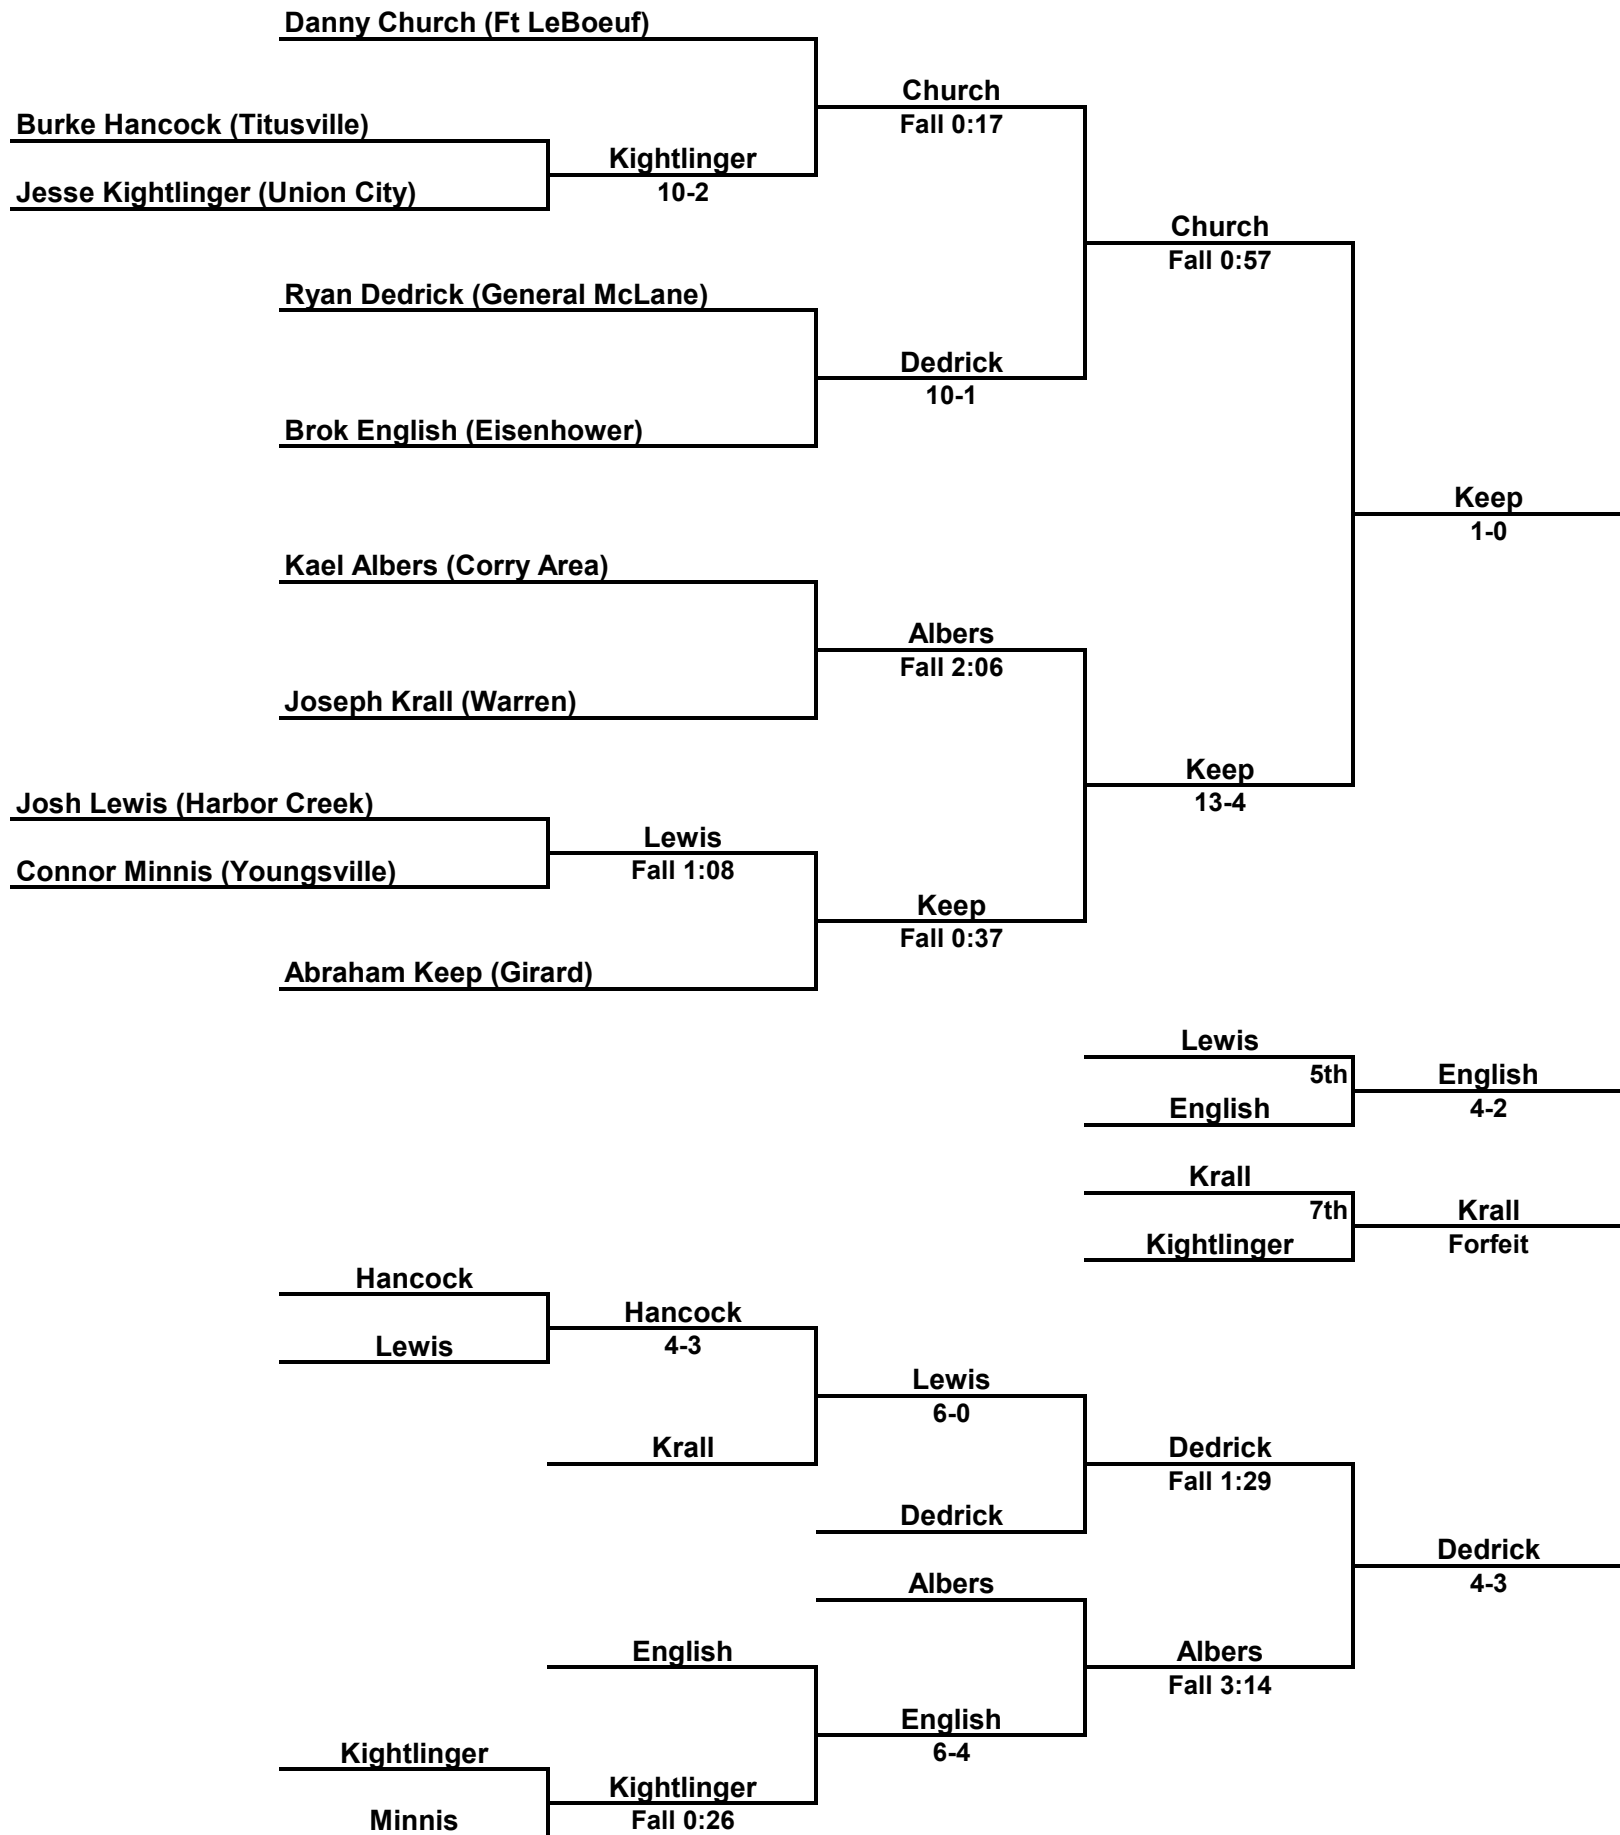 Danny Church (Ft LeBoeuf)
Church
Fall 0:17
Burke Hancock (Titusville)
Kightlinger
10-2
Jesse Kightlinger (Union City)
Church
Fall 0:57
Ryan Dedrick (General McLane)
Dedrick
10-1
Brok English (Eisenhower)
Keep
1-0
Kael Albers (Corry Area)
Albers
Fall 2:06
Joseph Krall (Warren)
Keep
13-4
Josh Lewis (Harbor Creek)
Lewis
Fall 1:08
Connor Minnis (Youngsville)
Keep
Fall 0:37
Abraham Keep (Girard)
Lewis
5th
English
4-2
English
Krall
7th
Krall
Forfeit
Kightlinger
Hancock
Hancock
4-3
Lewis
Lewis
6-0
Krall
Dedrick
Fall 1:29
Dedrick
Dedrick
4-3
Albers
English
Albers
Fall 3:14
English
6-4
Kightlinger
Kightlinger
Fall 0:26
Minnis